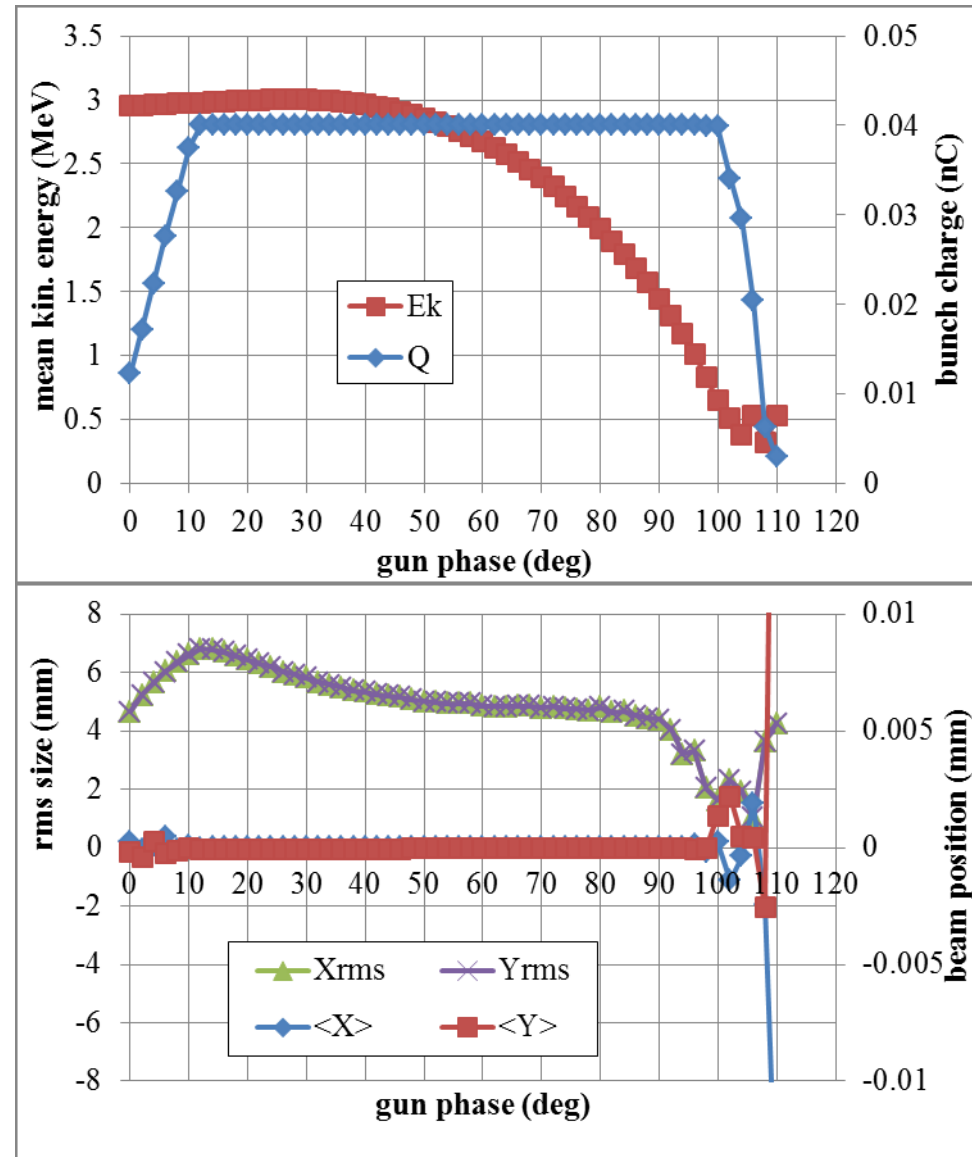 3.5
3
2.5
2
1.5
1
0.5
0
mean kin. energy (MeV)
0.05
0.04
0.03
0.02
0.01
0
bunch charge (nC)
Ek
Q
0 10 20 30 40 50 60 70 80 90 100 110 120
gun phase (deg)
8
6
4
2
0
-2
-4
-6
-8
rms size (mm)
0.01
0.005
0
-0.005
-0.01
beam position (mm)
0 10 20 30 40 50 60 70 80 90 100 110 120
Xrms Yrms
<X> <Y>
gun phase (deg)